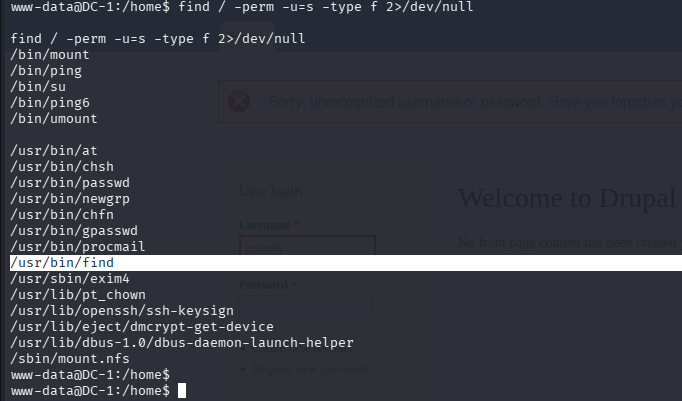 www-data@DC-1:/home$ find / -perm -u=s -type f 2>/dev/null
find / -perm -u=s -type f 2>/dev/null
/bin/mount
/bin/ping
/bin/su
/bin/ping6
/bin/umount
Sorry, unrecognized username or password. Have you forgotten
/usr/bin/at
/usr/bin/chsh
/usr/bin/passwd
User login
/usr/bin/newgrp
Welcome to Drupal
/usr/bin/chfn
/usr/bin/gpasswd
Username *
/usr/bin/procmail
No front page content has been created
admin
/usr/bin/find
/usr/sbin/exim4
Password *
/usr/lib/pt_chown
/usr/lib/openssh/ssh-keysign
/usr/lib/eject/dmcrypt-get-device
/usr/lib/dbus-1.0/dbus-daemon-launch-helper
/sbin/mount.nfs
www-data@DC-1:/home$
Request new password
www-data@DC-1:/home$